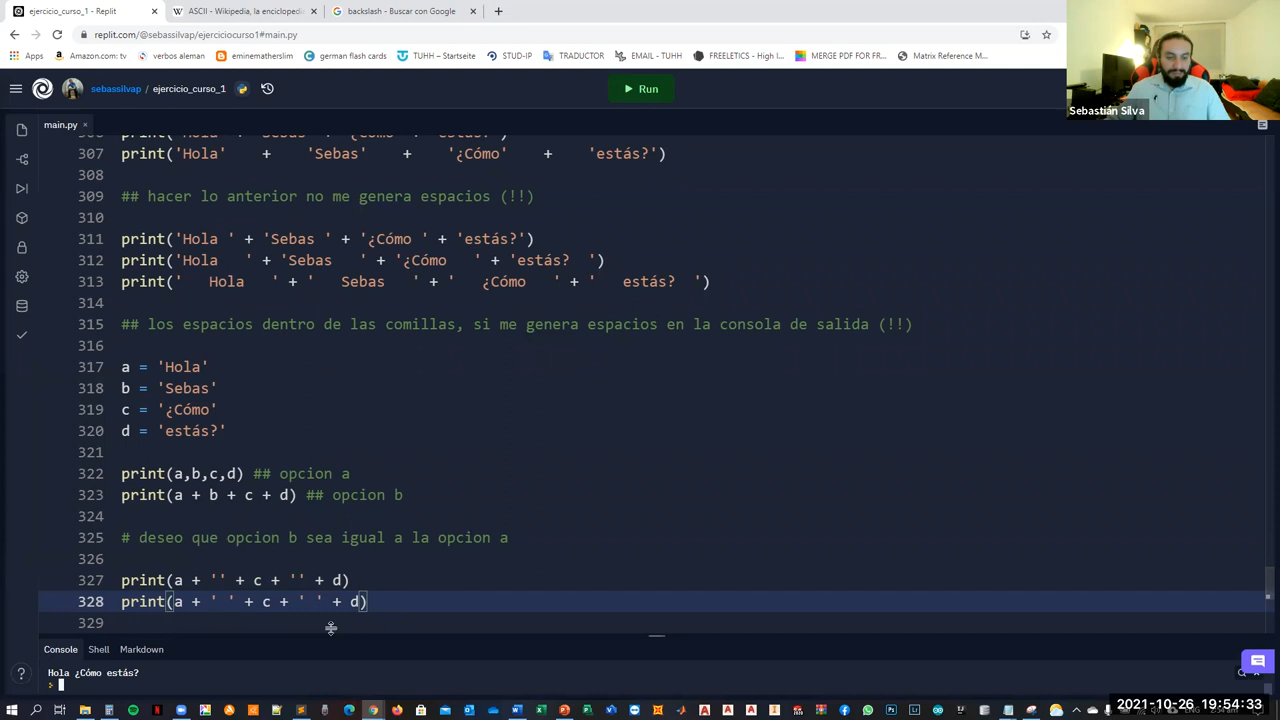 ejercicio_curso_1 - Replit
ASCII - Wikipedia, la enciclopedi
backslash - Buscar con Google
replit.com/@sebassilvap/ejerciciocurso1#main.py
Apps
Amazon.com: tv
verbos aleman
einematheslim
german flash cards
TUHH – Startseite
STUD-IP
TRADUCTOR
EMAIL - TUHH
FREELETICS - High I...
MERGE PDF FOR FR...
Matrix Reference M...
sebassilvap / ejercicio_curso_1
Run
Sebastián Silva
main.py
307 print('Hola' + 'Sebas' + '¿Cómo' + 'estás?')
308
309 ## hacer lo anterior no me genera espacios (!!)
310
311 print('Hola ' + 'Sebas ' + '¿Cómo ' + 'estás?')
312 print('Hola ' + 'Sebas ' + '¿Cómo ' + 'estás? ')
313 print(' Hola ' + ' Sebas ' + ' ¿Cómo ' + ' estás? ')
314
315 ## los espacios dentro de las comillas, si me genera espacios en la consola de salida (!!)
316
317 a = 'Hola'
318 b = 'Sebas'
319 c = '¿Cómo'
320 d = 'estás?'
321
322 print(a,b,c,d) ## opcion a
323 print(a + b + c + d) ## opcion b
324
325 # deseo que opcion b sea igual a la opcion a
326
327 print(a + '' + c + '' + d)
328 print(a + ' ' + c + ' ' + d)
329
Console
Shell
Markdown
Hola ¿Cómo estás?
2021-10-26 19:54:33